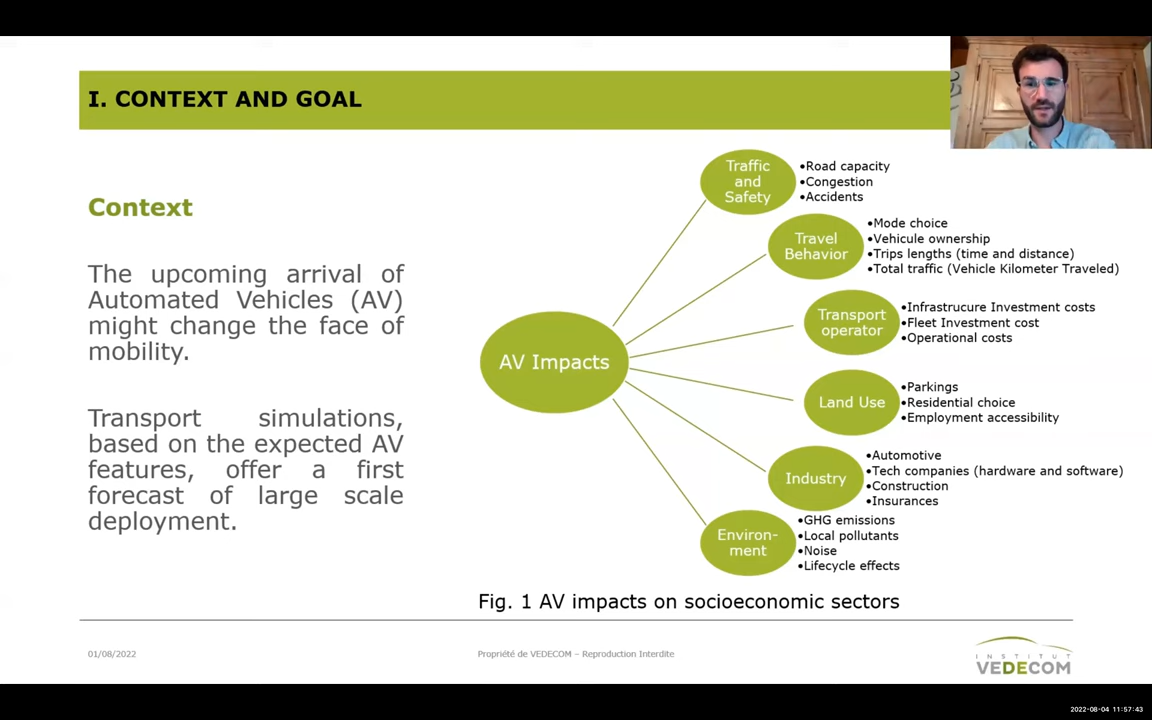 I. CONTEXT AND GOAL
Context
The upcoming arrival of
Automated Vehicles (AV)
might change the face of
mobility.
Transport simulations,
based on the expected AV
features, offer a first
forecast of large scale
deployment.
AV Impacts
Traffic
and
Safety
•Road capacity
•Congestion
•Accidents
Travel
Behavior
•Mode choice
•Vehicule ownership
•Trips lengths (time and distance)
•Total traffic (Vehicle Kilometer Traveled)
Transport
operator
•Infrastrucure Investment costs
•Fleet Investment cost
•Operational costs
Land Use
•Parkings
•Residential choice
•Employment accessibility
Industry
•Automotive
•Tech companies (hardware and software)
•Construction
•Insurances
Environ-
ment
•GHG emissions
•Local pollutants
•Noise
•Lifecycle effects
Fig. 1 AV impacts on socioeconomic sectors
01/08/2022
Propriété de VEDECOM – Reproduction Interdite
INSTITUT
VEDECOM
2022-08-04 11:57:43